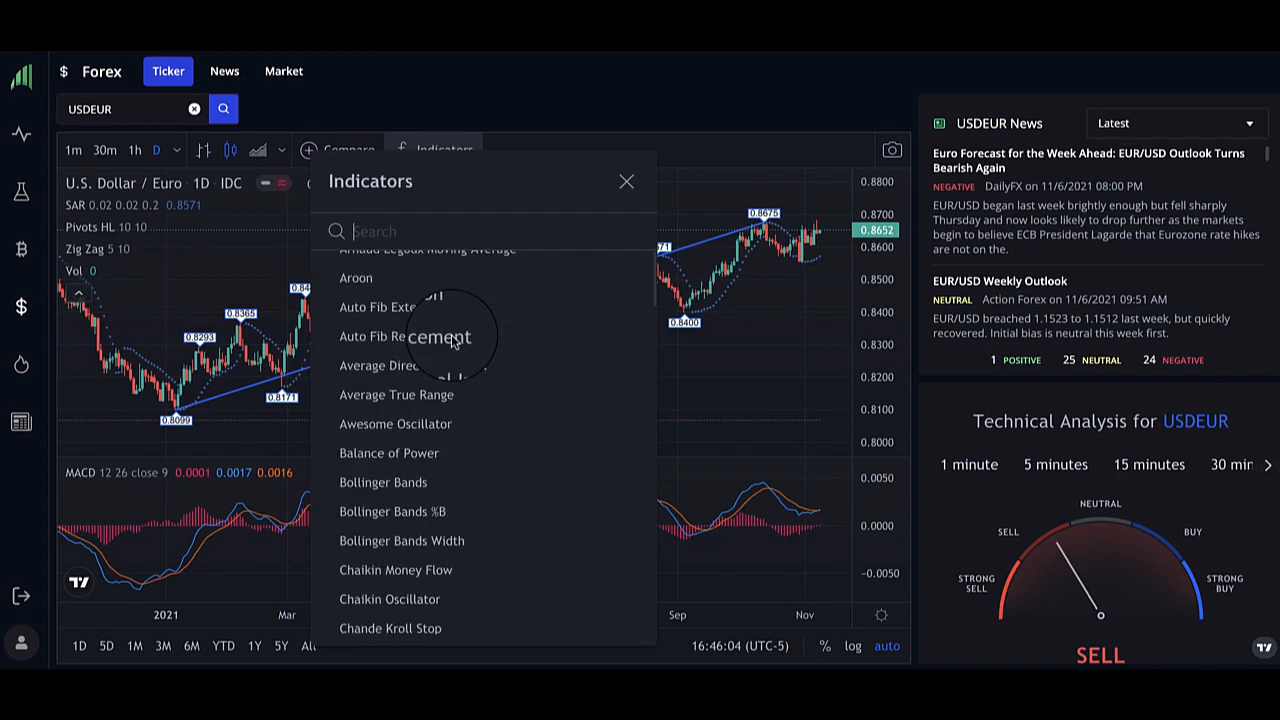 $ Forex Ticker News Market
USDEUR
1m 30m 1h D
Compare Indicators
U.S. Dollar / Euro · 1D · IDC
SAR 0.02 0.02 0.2 0.8571
Pivots HL 10 10
Zig Zag 5 10
Vol 0
0.8365
0.8293
0.8099
0.8171
0.8675
0.8400
MACD 12 26 close 9 0.0001 0.0017 0.0016
Indicators
Search
Arnaud Legoux Moving Average
Aroon
Auto Fib Exte
Auto Fib Re cement
Average Direc
Average True Range
Awesome Oscillator
Balance of Power
Bollinger Bands
Bollinger Bands %B
Bollinger Bands Width
Chaikin Money Flow
Chaikin Oscillator
Chande Kroll Stop
0.8800
0.8700
0.8652
0.8600
0.8500
0.8400
0.8300
0.8200
0.8100
0.8000
0.0050
0.0000
−0.0050
2021 Mar Sep Nov
1D 5D 1M 3M 6M YTD 1Y 5Y All
16:46:04 (UTC-5) % log auto
USDEUR News
Latest
Euro Forecast for the Week Ahead: EUR/USD Outlook Turns
Bearish Again
NEGATIVE DailyFX on 11/6/2021 08:00 PM
EUR/USD began last week brightly enough but fell sharply
Thursday and now looks likely to drop further as the markets
begin to believe ECB President Lagarde that Eurozone rate hikes
are not on the.
EUR/USD Weekly Outlook
NEUTRAL Action Forex on 11/6/2021 09:51 AM
EUR/USD breached 1.1523 to 1.1512 last week, but quickly
recovered. Initial bias is neutral this week first.
1 POSITIVE 25 NEUTRAL 24 NEGATIVE
Technical Analysis for USDEUR
1 minute 5 minutes 15 minutes 30 min
NEUTRAL
SELL BUY
STRONG
SELL
STRONG
BUY
SELL